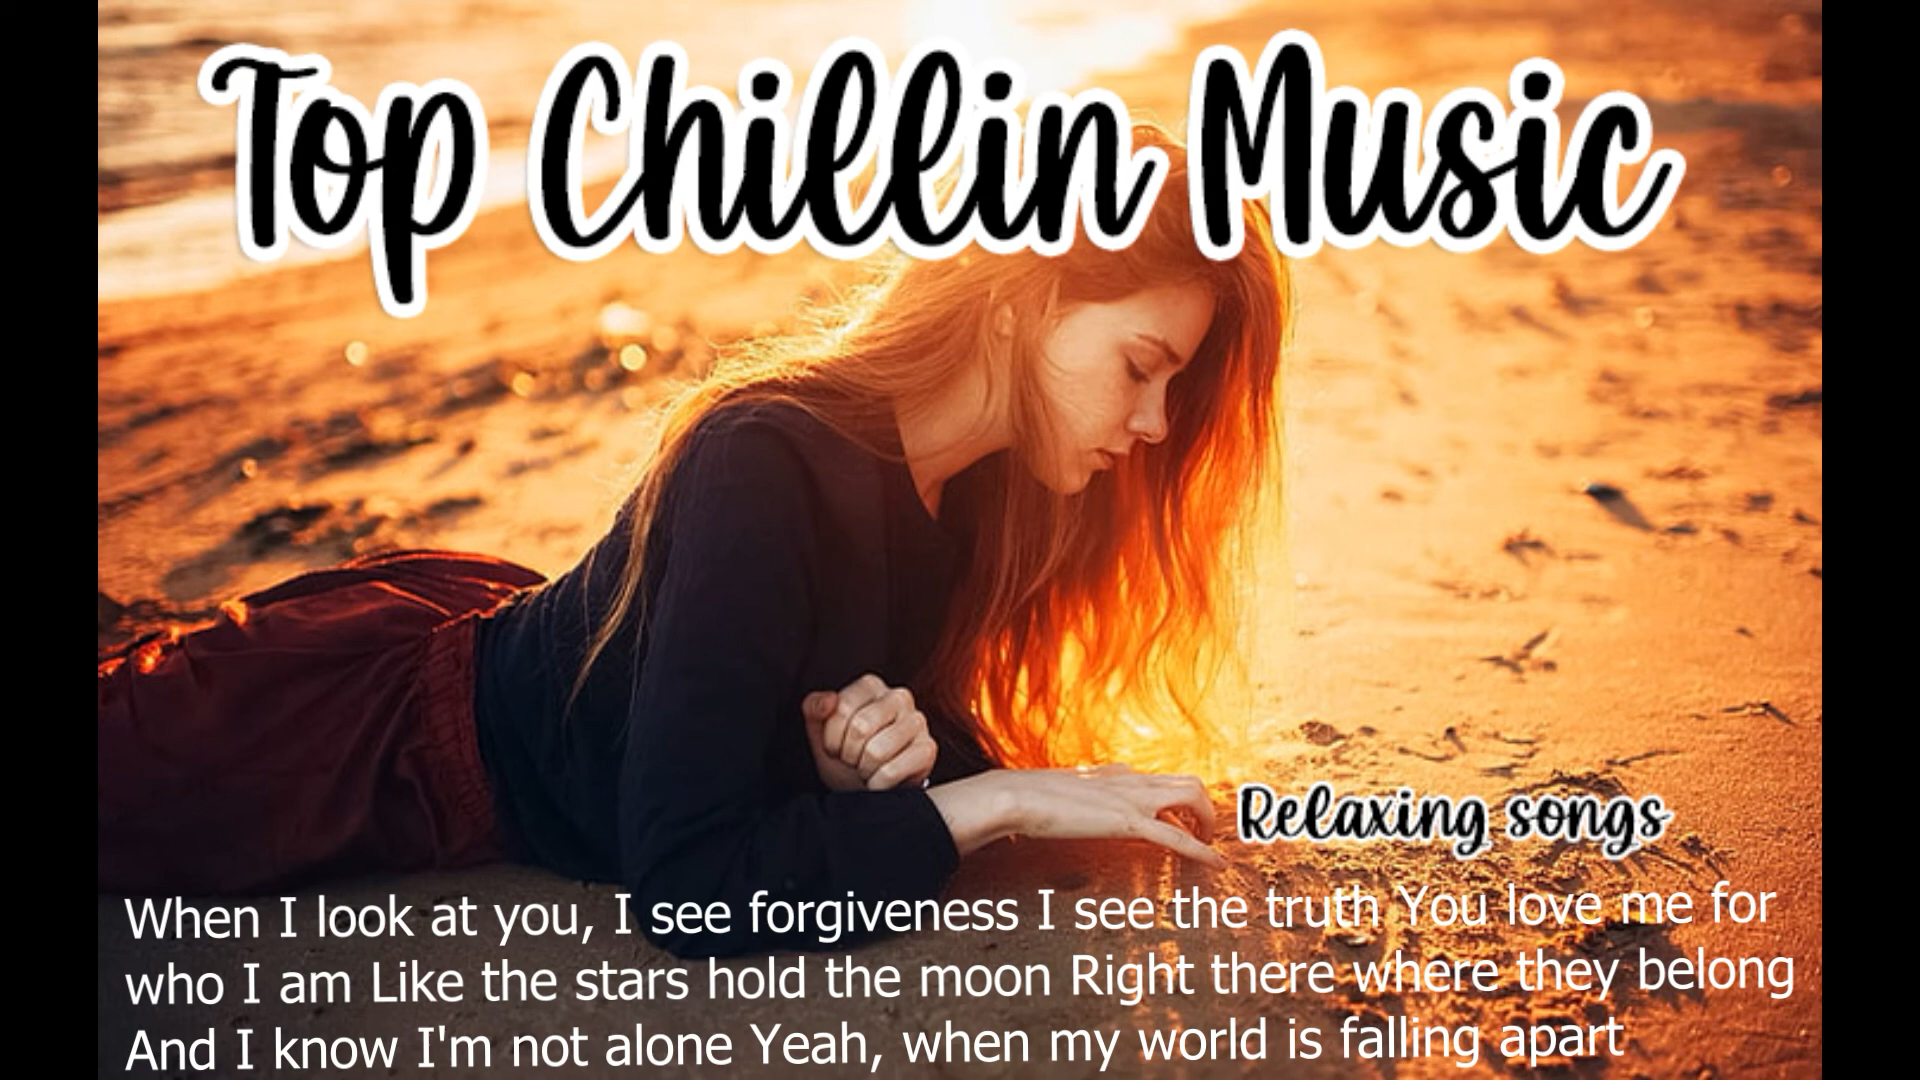 Top Chillin Music
Relaxing songs
When I look at you, I see forgiveness I see the truth You love me for
who I am Like the stars hold the moon Right there where they belong
And I know I'm not alone Yeah, when my world is falling apart